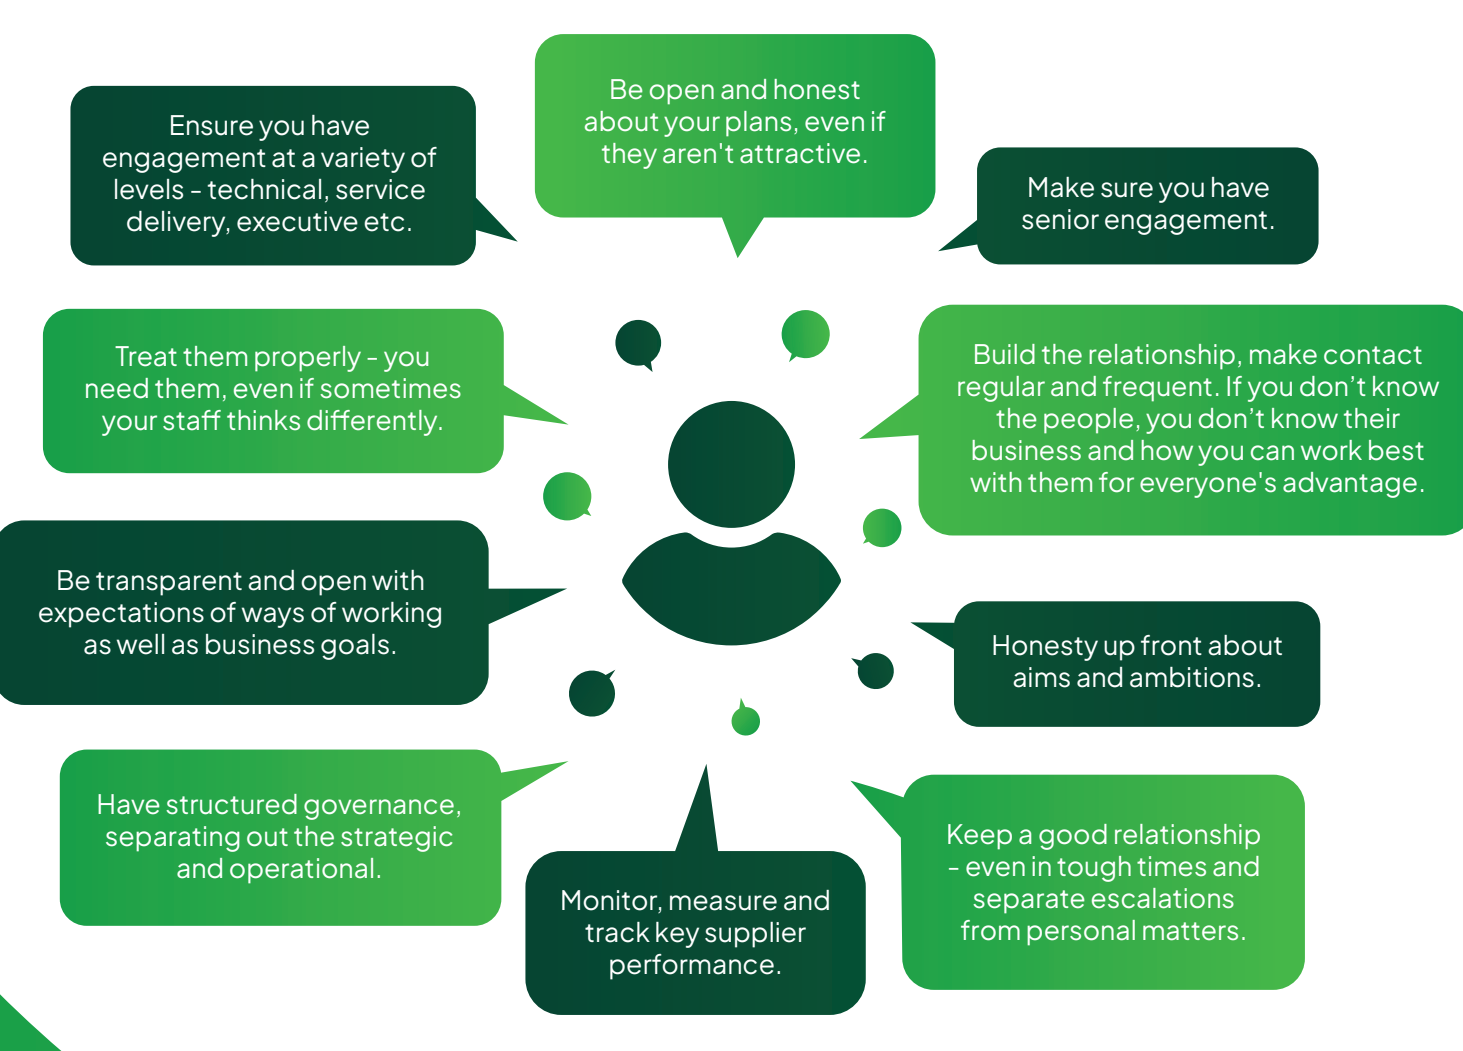 Ensure you have
engagement at a variety of
levels - technical, service
delivery, executive etc.
Be open and honest
about your plans, even if
they aren't attractive.
Make sure you have
senior engagement.
Treat them properly - you
need them, even if sometimes
your staff thinks differently.
Build the relationship, make contact
regular and frequent. If you don’t know
the people, you don’t know their
business and how you can work best
with them for everyone's advantage.
Be transparent and open with
expectations of ways of working
as well as business goals.
Honesty up front about
aims and ambitions.
Have structured governance,
separating out the strategic
and operational.
Monitor, measure and
track key supplier
performance.
Keep a good relationship
- even in tough times and
separate escalations
from personal matters.